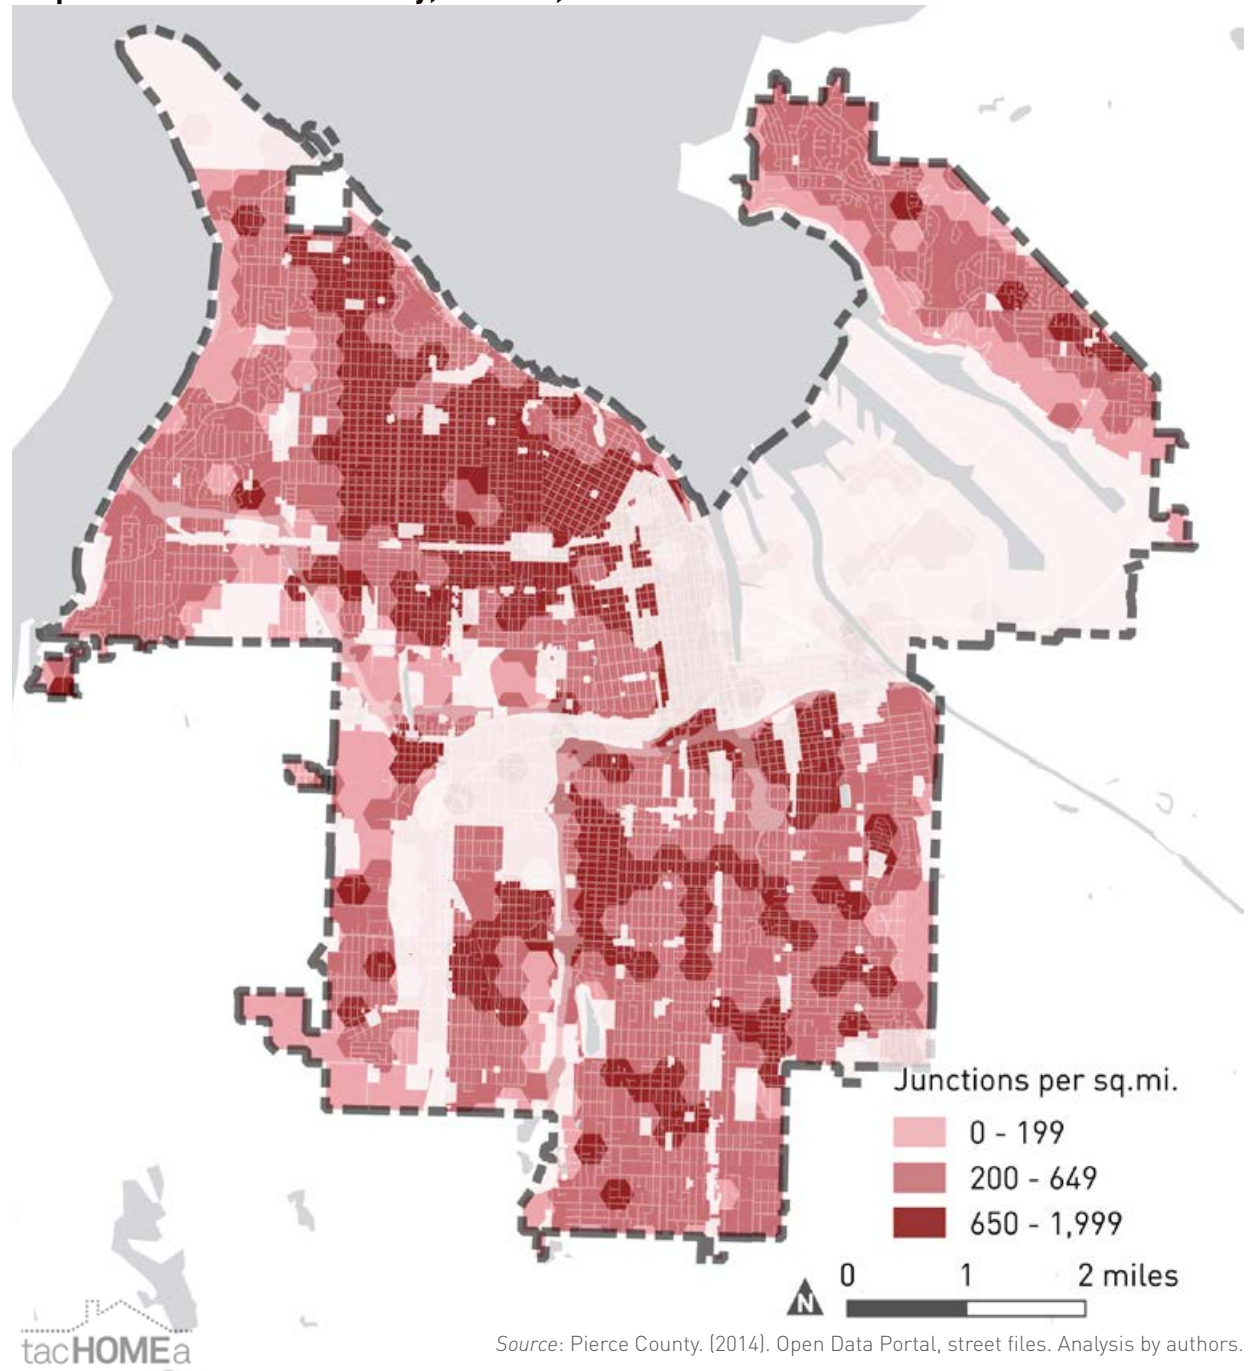 Junctions per sq.mi.
0 - 199
200 - 649
650 - 1,999
0 1 2 miles
N
tacHOMEa
Source: Pierce County. (2014). Open Data Portal, street files. Analysis by authors.